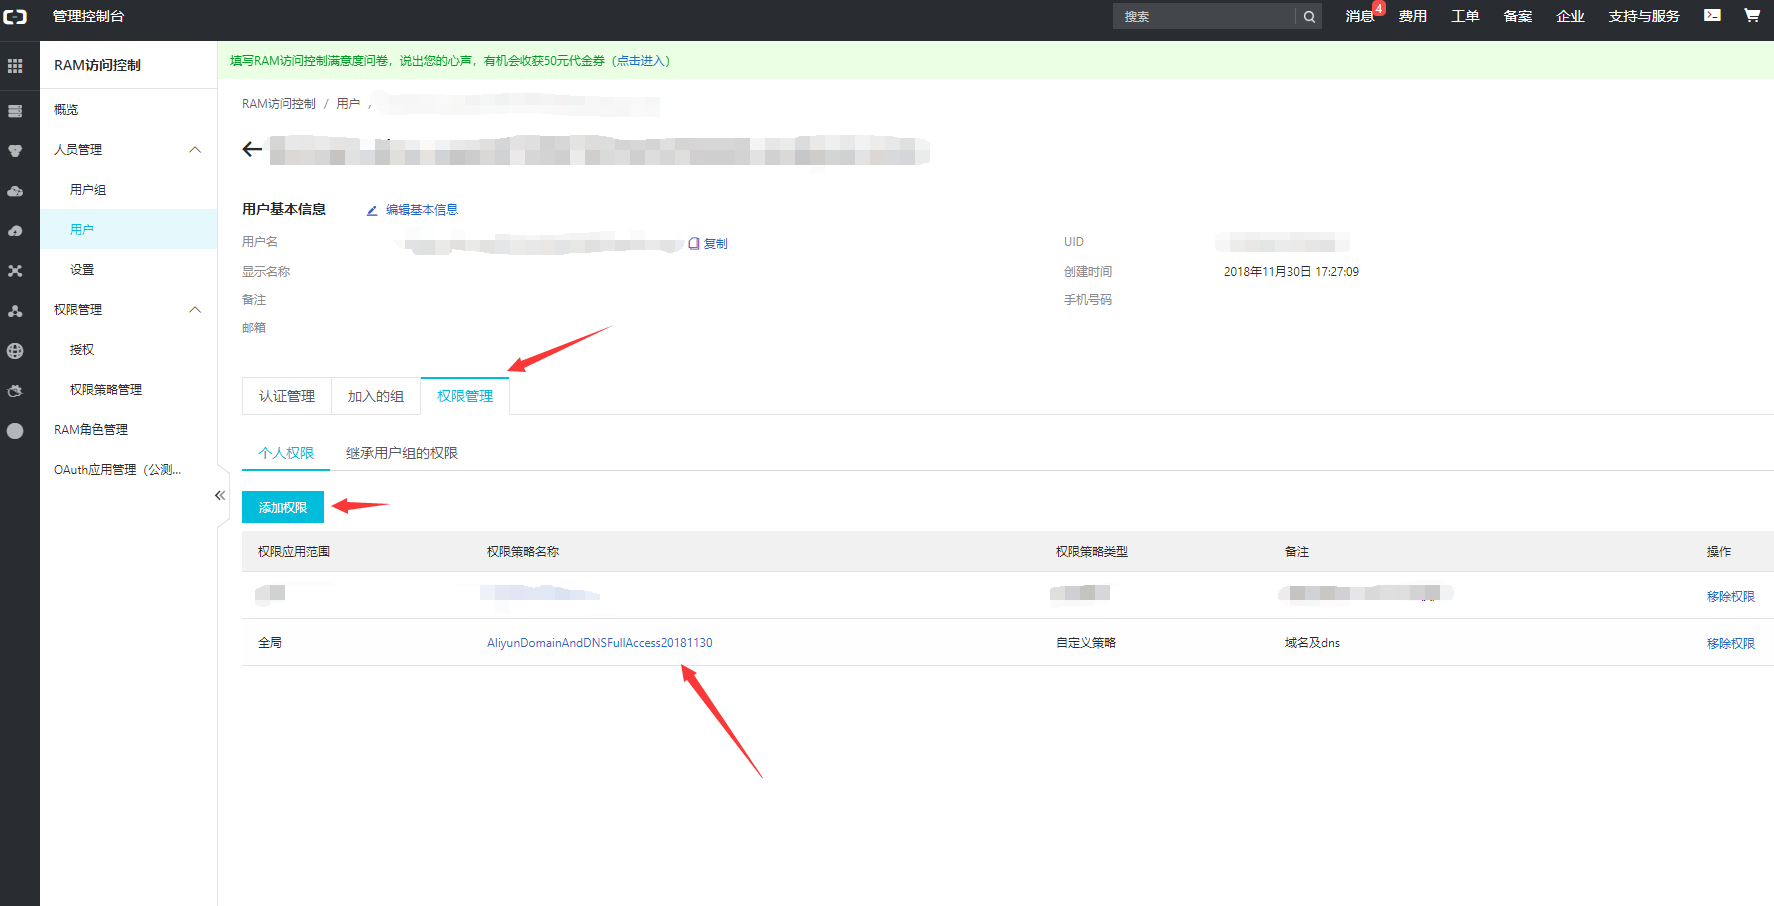 管理控制台
搜索
消息 4 费用 工单 备案 企业 支持与服务
RAM访问控制
概览
人员管理
用户组
用户
设置
权限管理
授权
权限策略管理
RAM角色管理
OAuth应用管理（公测...
填写RAM访问控制满意度问卷，说出您的心声，有机会收获50元代金券（点击进入）
RAM访问控制 / 用户 /
用户基本信息 编辑基本信息
用户名 复制
UID
显示名称
创建时间 2018年11月30日 17:27:09
备注
手机号码
邮箱
认证管理 加入的组 权限管理
个人权限 继承用户组的权限
添加权限
权限应用范围 权限策略名称 权限策略类型 备注 操作
移除权限
全局 AliyunDomainAndDNSFullAccess20181130 自定义策略 域名及dns 移除权限